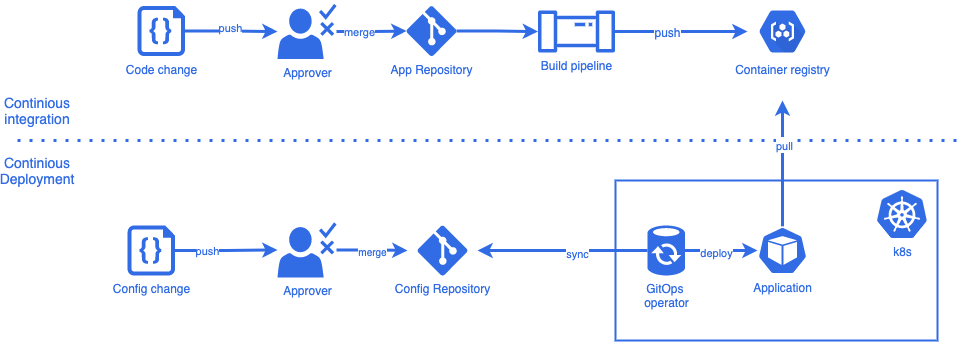 push
merge
push
Code change
Approver
App Repository
Build pipeline
Container registry
Continious
integration
pull
Continious
Deployment
k8s
push
merge
sync
deploy
Config change
Approver
Config Repository
GitOps
operator
Application